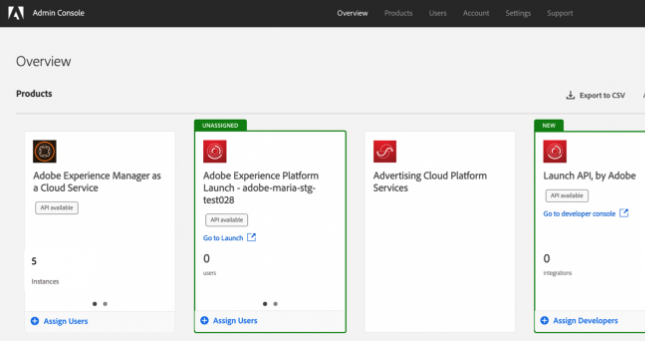 Admin Console
Overview Products Users Account Settings Support
Overview
Products
Export to CSV
Adobe Experience Manager as
a Cloud Service
API available
5
Instances
Assign Users
UNASSIGNED
Adobe Experience Platform
Launch - adobe-maria-stg-
test028
API available
Go to Launch
0
users
Assign Users
Advertising Cloud Platform
Services
NEW
Launch API, by Adobe
API available
Go to developer console
0
integrations
Assign Developers